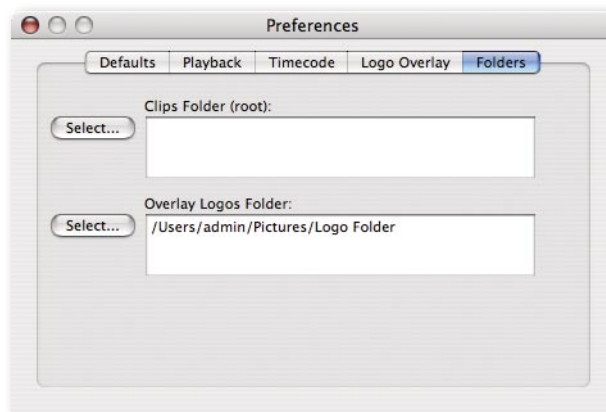 Preferences
Defaults Playback Timecode Logo Overlay Folders
Clips Folder (root):
Select...
Overlay Logos Folder:
Select... /Users/admin/Pictures/Logo Folder